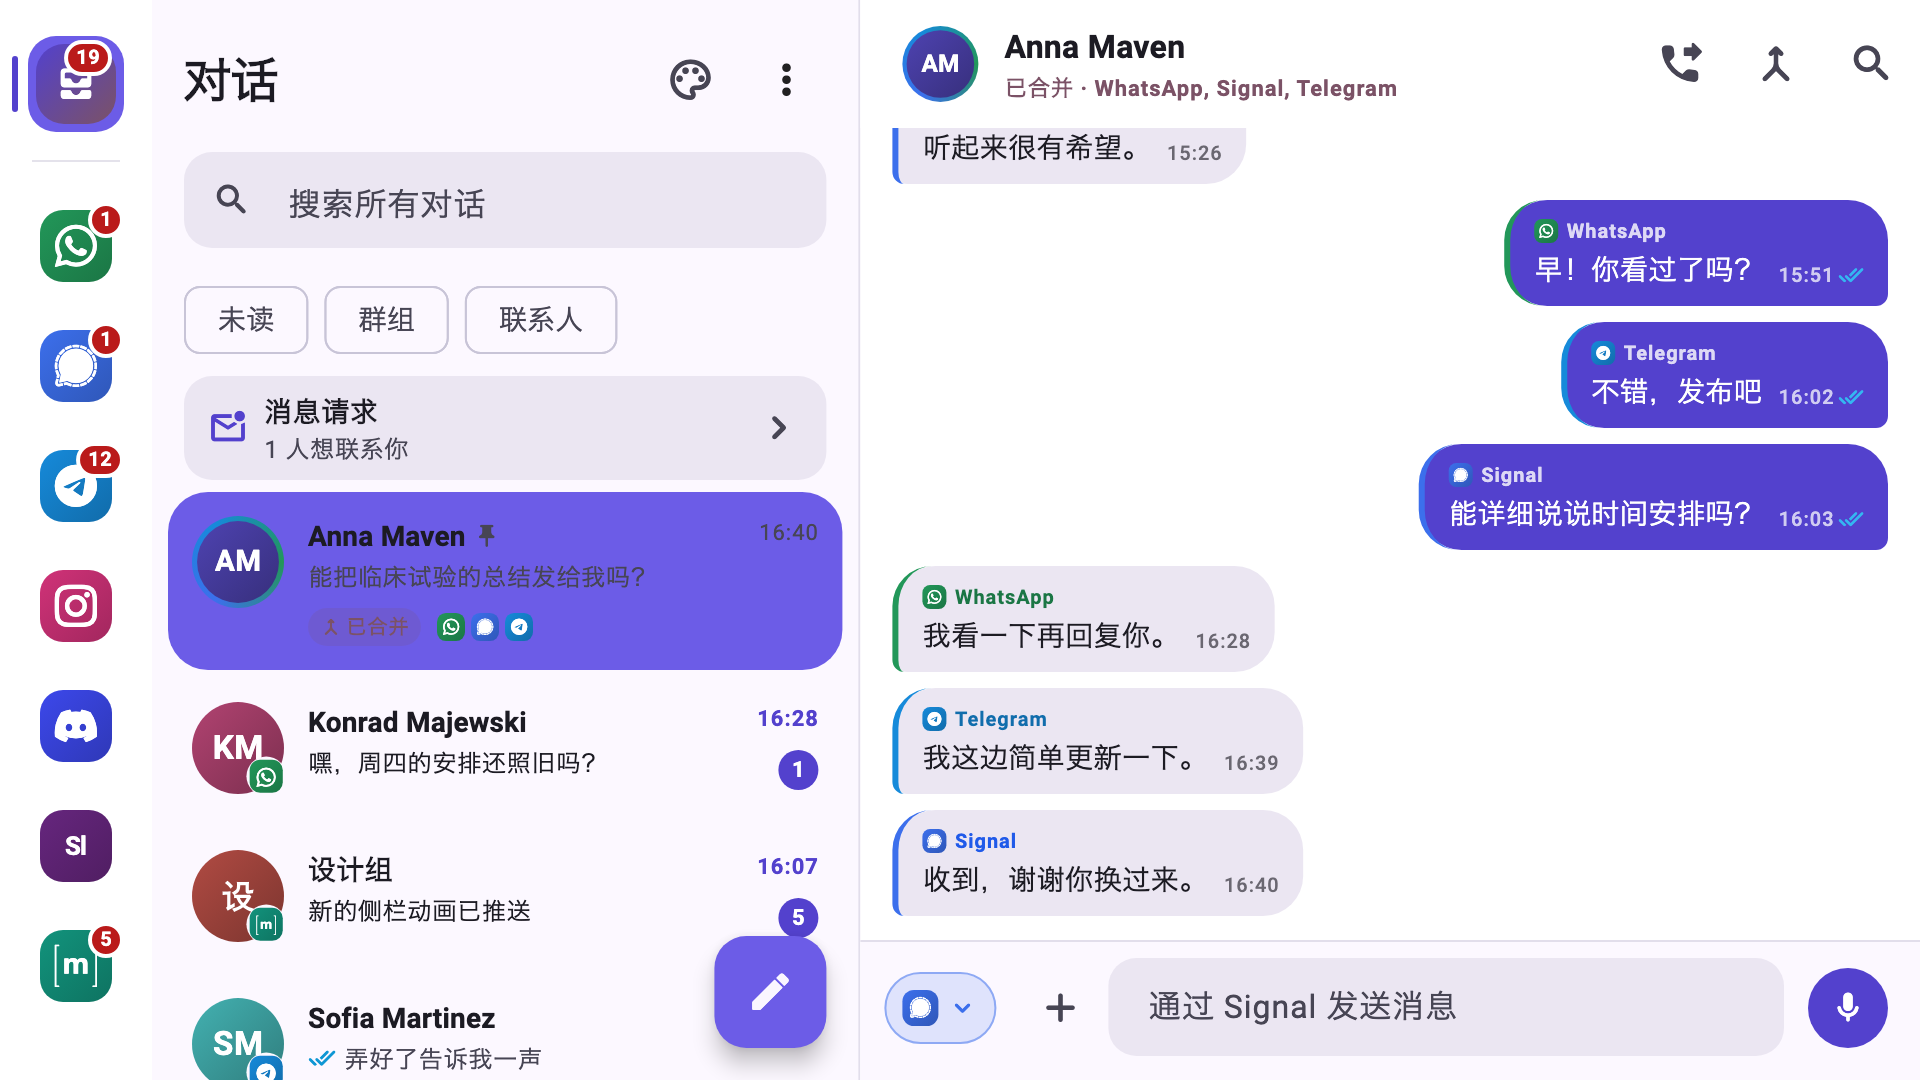 19
1
1
12
SI
[m]
5
对话
搜索所有对话
未读
群组
联系人
消息请求
1 人想联系你
AM
Anna Maven
16:40
能把临床试验的总结发给我吗？
已合并
KM
Konrad Majewski
16:28
嘿，周四的安排还照旧吗？
1
设
[m]
设计组
16:07
新的侧栏动画已推送
5
SM
Sofia Martinez
弄好了告诉我一声
AM
Anna Maven
已合并 · WhatsApp, Signal, Telegram
听起来很有希望。 15:26
WhatsApp
早！你看过了吗？ 15:51
Telegram
不错，发布吧 16:02
Signal
能详细说说时间安排吗？ 16:03
WhatsApp
我看一下再回复你。 16:28
Telegram
我这边简单更新一下。 16:39
Signal
收到，谢谢你换过来。 16:40
通过 Signal 发送消息